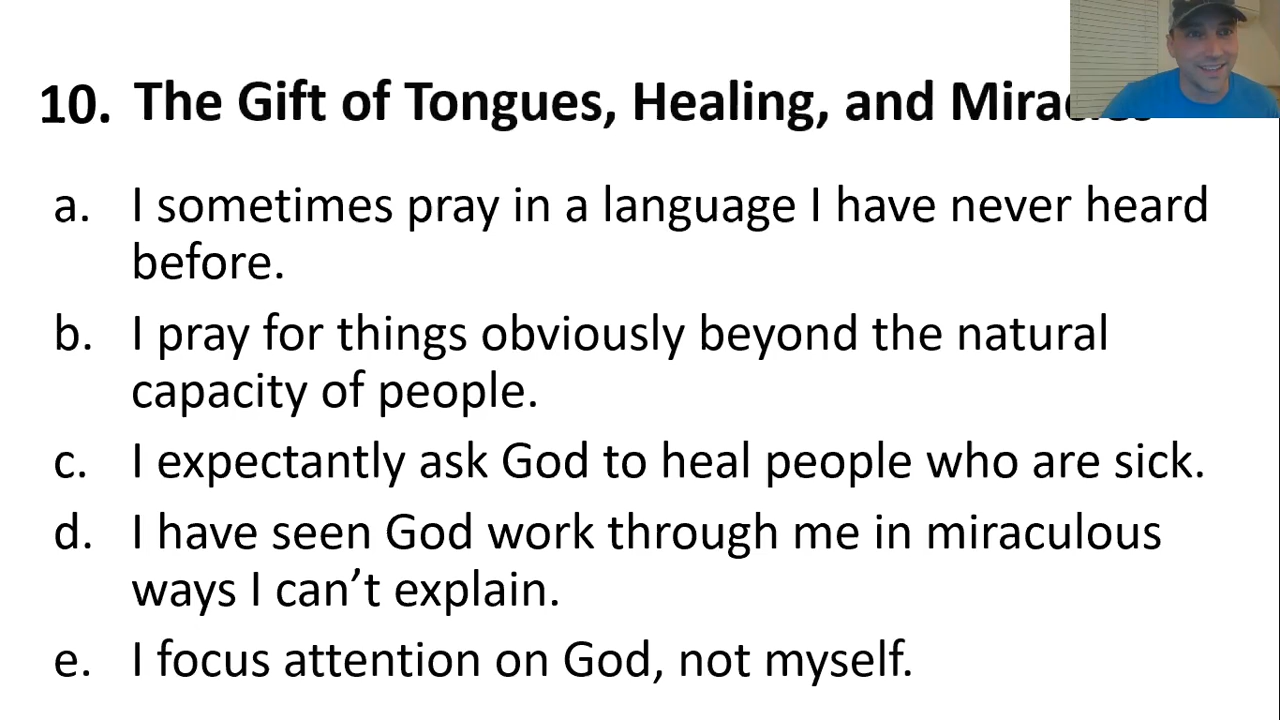 10. The Gift of Tongues, Healing, and
a. I sometimes pray in a language I have never heard
before.
b. I pray for things obviously beyond the natural
capacity of people.
c. I expectantly ask God to heal people who are sick.
d. I have seen God work through me in miraculous
ways I can’t explain.
e. I focus attention on God, not myself.